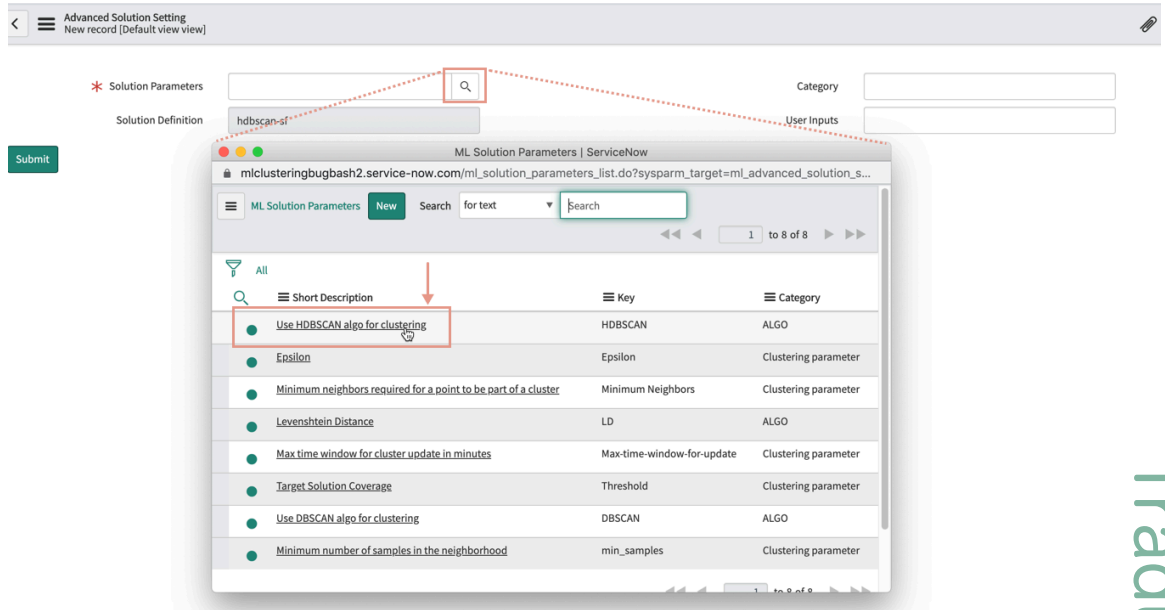 Advanced Solution Setting
New record [Default view view]
Solution Parameters
Category
Solution Definition
hdbscan-sf
User Inputs
Submit
ML Solution Parameters | ServiceNow
mlclusteringbugbash2.service-now.com/ml_solution_parameters_list.do?sysparm_target=ml_advanced_solution_s...
ML Solution Parameters New Search for text Search
1 to 8 of 8
All
Short Description Key Category
Use HDBSCAN algo for clustering HDBSCAN ALGO
Epsilon Epsilon Clustering parameter
Minimum neighbors required for a point to be part of a cluster Minimum Neighbors Clustering parameter
Levenshtein Distance LD ALGO
Max time window for cluster update in minutes Max-time-window-for-update Clustering parameter
Target Solution Coverage Threshold Clustering parameter
Use DBSCAN algo for clustering DBSCAN ALGO
Minimum number of samples in the neighborhood min_samples Clustering parameter
1 to 8 of 8